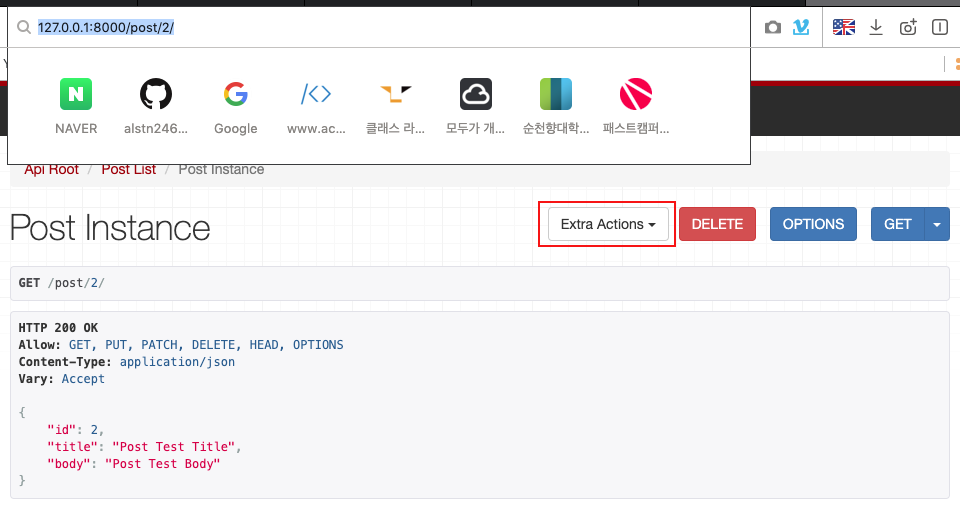 127.0.0.1:8000/post/2/
NAVER
alstn246...
Google
www.ac...
클래스 라...
모두가 개...
순천향대학...
패스트캠퍼...
Api Root / Post List / Post Instance
Post Instance
Extra Actions
DELETE
OPTIONS
GET
GET /post/2/
HTTP 200 OK
Allow: GET, PUT, PATCH, DELETE, HEAD, OPTIONS
Content-Type: application/json
Vary: Accept
{
    "id": 2,
    "title": "Post Test Title",
    "body": "Post Test Body"
}